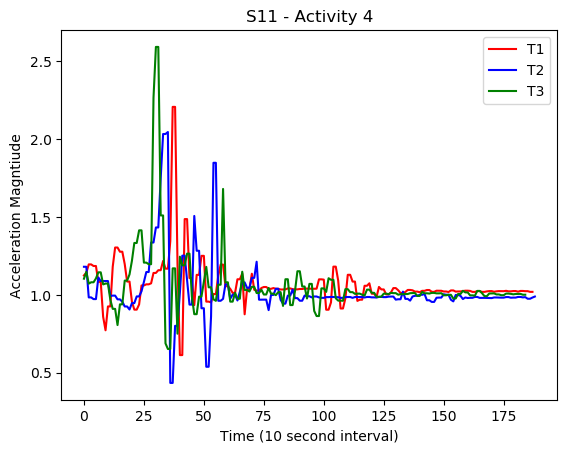 S11 - Activity 4
T1
T2
T3
Acceleration Magntiude
2.5
2.0
1.5
1.0
0.5
0 25 50 75 100 125 150 175
Time (10 second interval)